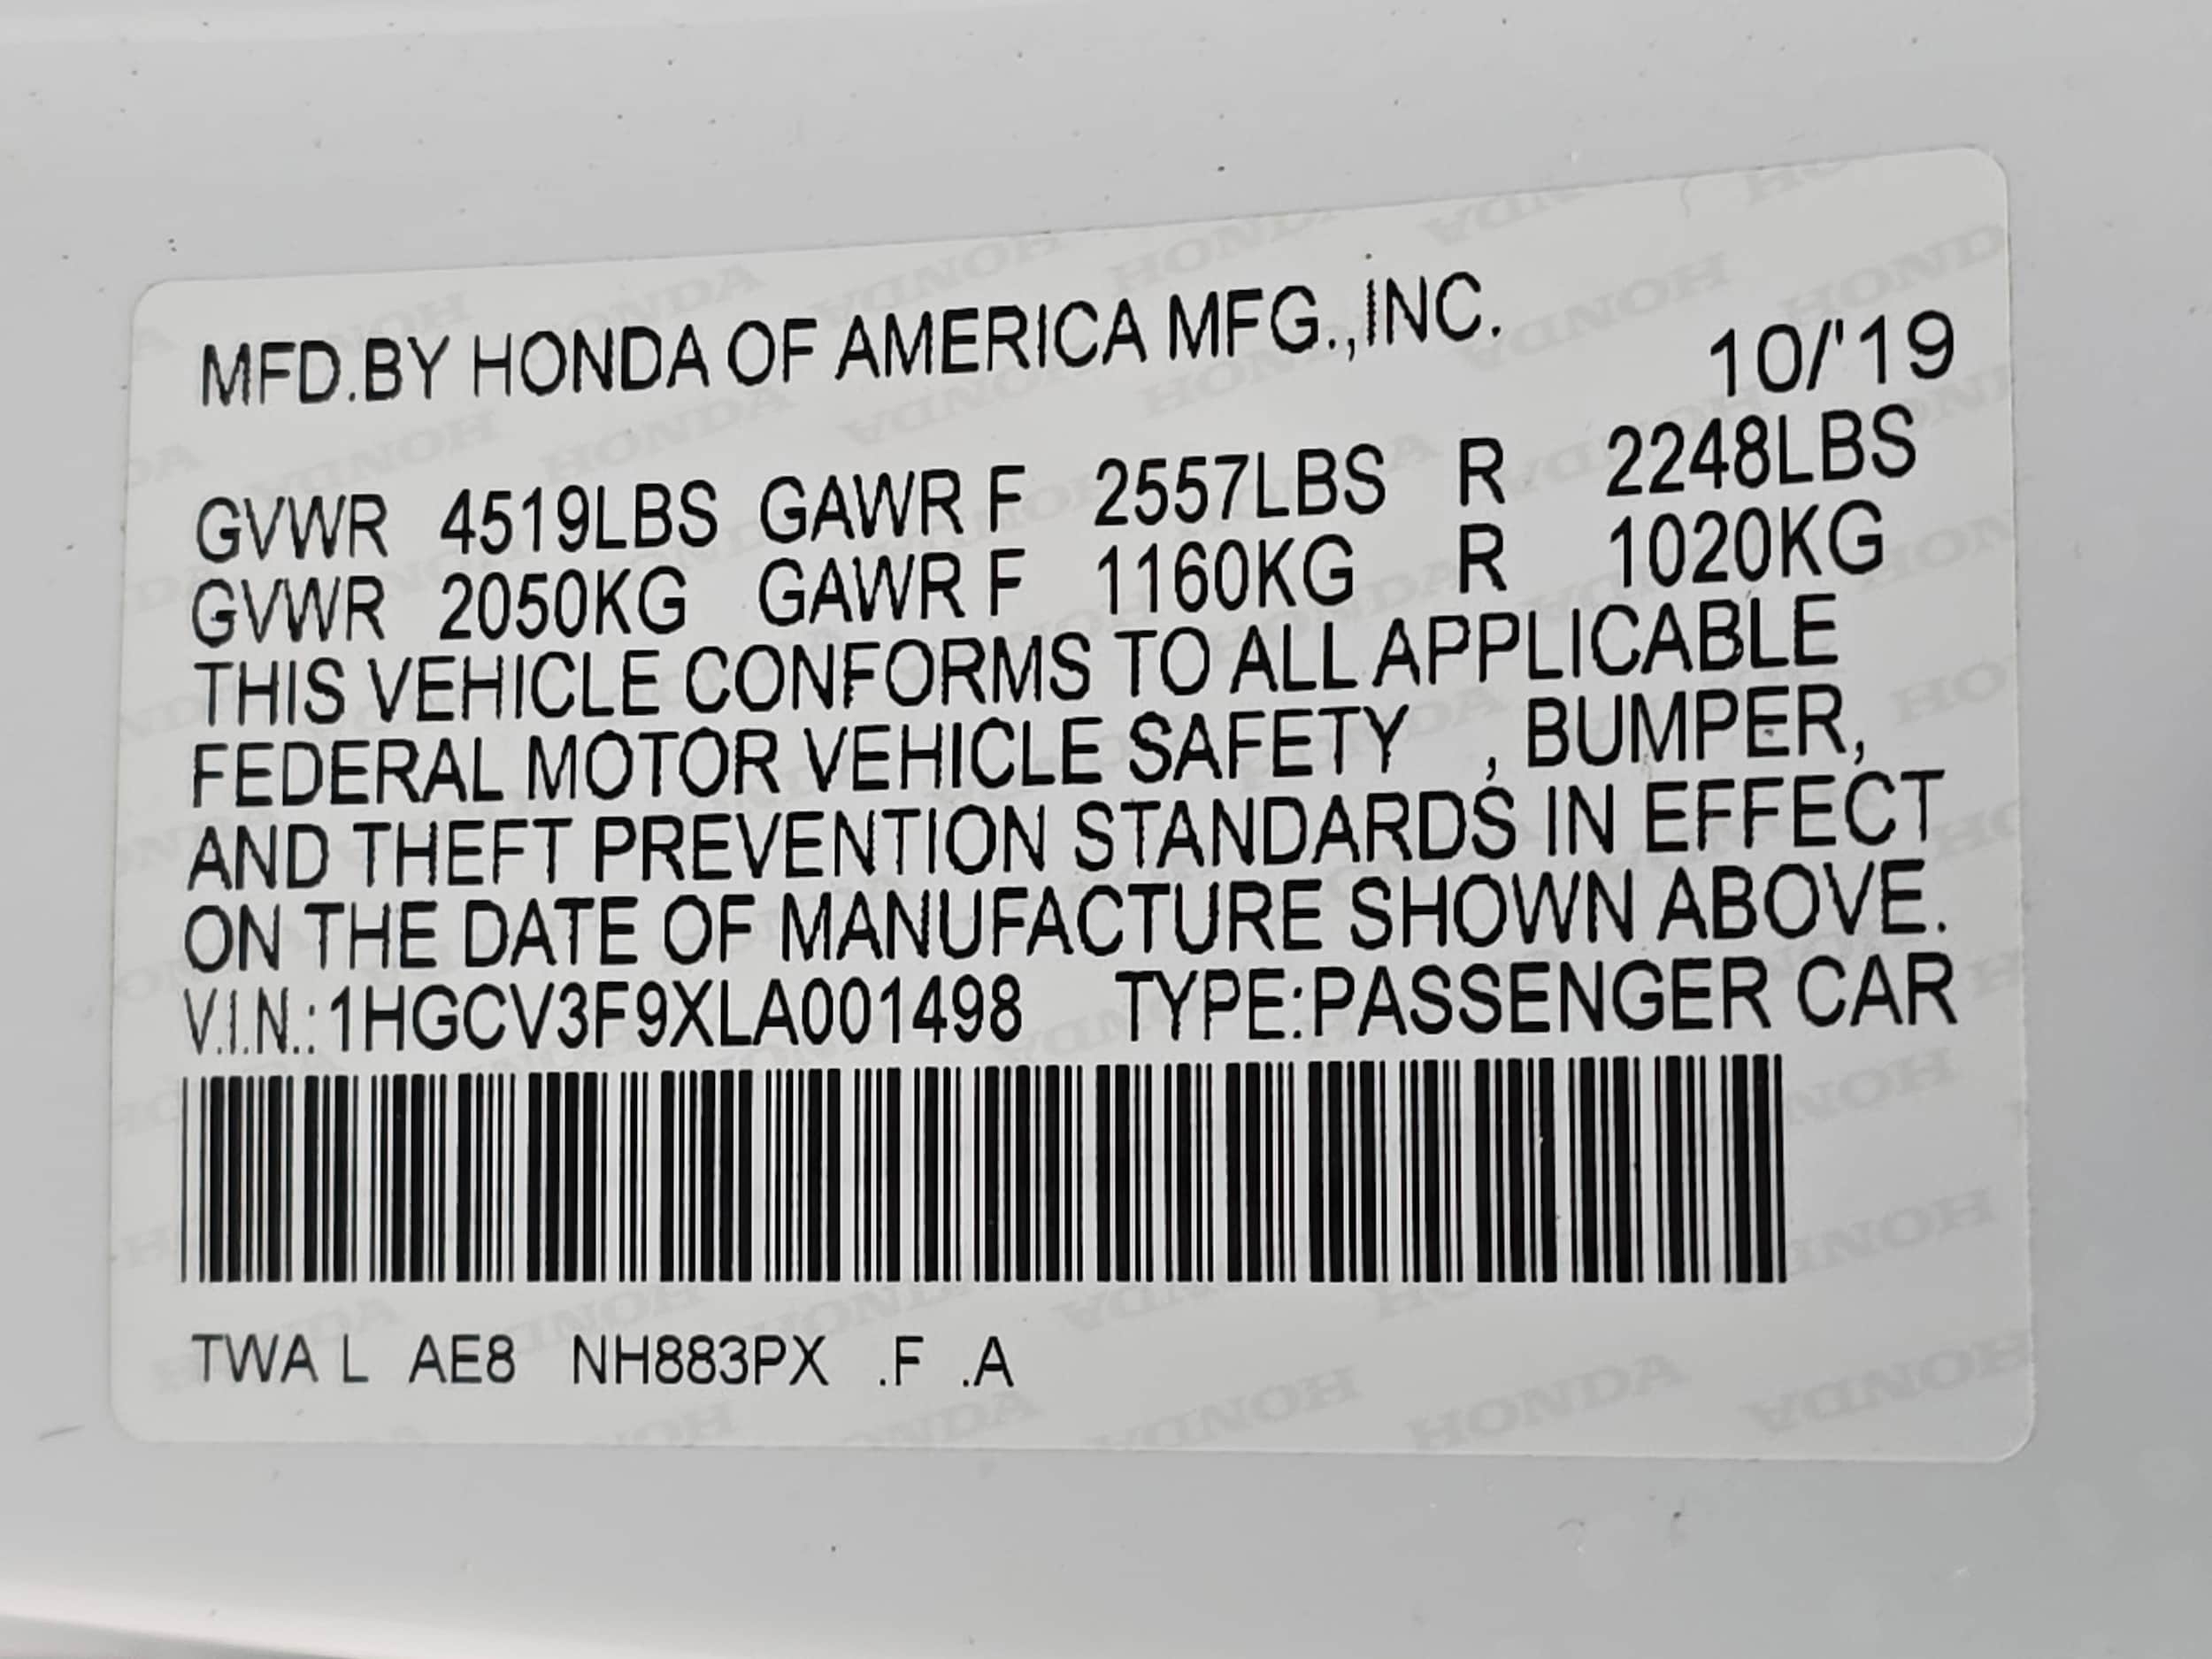 MFD.BY HONDA OF AMERICA MFG.,INC.
10/'19
GVWR 4519LBS GAWR F 2557LBS R 2248LBS
GVWR 2050KG GAWR F 1160KG R 1020KG
THIS VEHICLE CONFORMS TO ALL APPLICABLE
FEDERAL MOTOR VEHICLE SAFETY , BUMPER,
AND THEFT PREVENTION STANDARDS IN EFFECT
ON THE DATE OF MANUFACTURE SHOWN ABOVE.
V.I.N.:1HGCV3F9XLA001498 TYPE:PASSENGER CAR
TWA L AE8 NH883PX .F .A